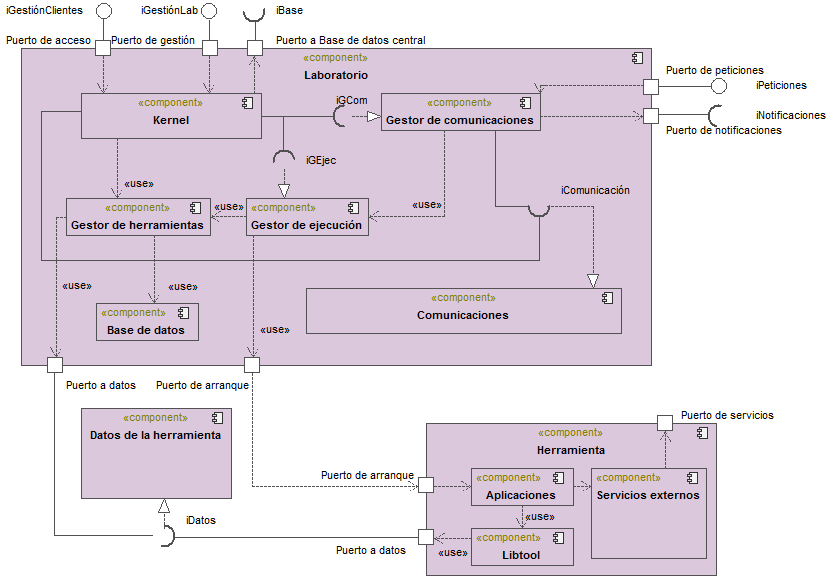 iGestiónClientes
iGestiónLab
iBase
Puerto de acceso
Puerto de gestión
Puerto a Base de datos central
«component»
Laboratorio
Puerto de peticiones
iPeticiones
iNotificaciones
Puerto de notificaciones
«component»
Kernel
iGCom
«component»
Gestor de comunicaciones
iGEjec
«use»
iComunicación
«component»
Gestor de herramientas
«use»
«component»
Gestor de ejecución
«use»
«use»
«use»
«component»
Base de datos
«use»
«component»
Comunicaciones
Puerto a datos
Puerto de arranque
«component»
Datos de la herramienta
Puerto de servicios
«component»
Herramienta
Puerto de arranque
«component»
Aplicaciones
«component»
Servicios externos
iDatos
«use»
«component»
Libtool
Puerto a datos
«use»